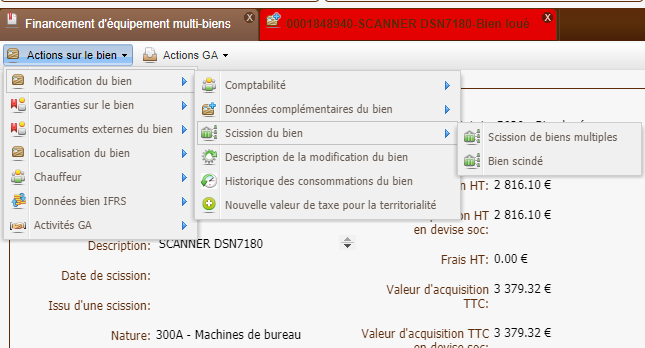 Financement d'équipement multi-biens
0001848940-SCANNER DSN7180-Bien loué
Actions sur le bien
Actions GA
Modification du bien
Garanties sur le bien
Documents externes du bien
Localisation du bien
Chauffeur
Données bien IFRS
Activités GA
Comptabilité
Données complémentaires du bien
Scission du bien
Description de la modification du bien
Historique des consommations du bien
Nouvelle valeur de taxe pour la territorialité
Scission de biens multiples
Bien scindé
HT: 2 816.10 €
HT 2 816.10 €
en devise soc:
Description: SCANNER DSN7180
Frais HT: 0.00 €
Date de scission:
Valeur d'acquisition 3 379.32 €
TTC:
Issu d'une scission:
Nature: 300A - Machines de bureau
Valeur d'acquisition TTC 3 379.32 €
en devise soc: